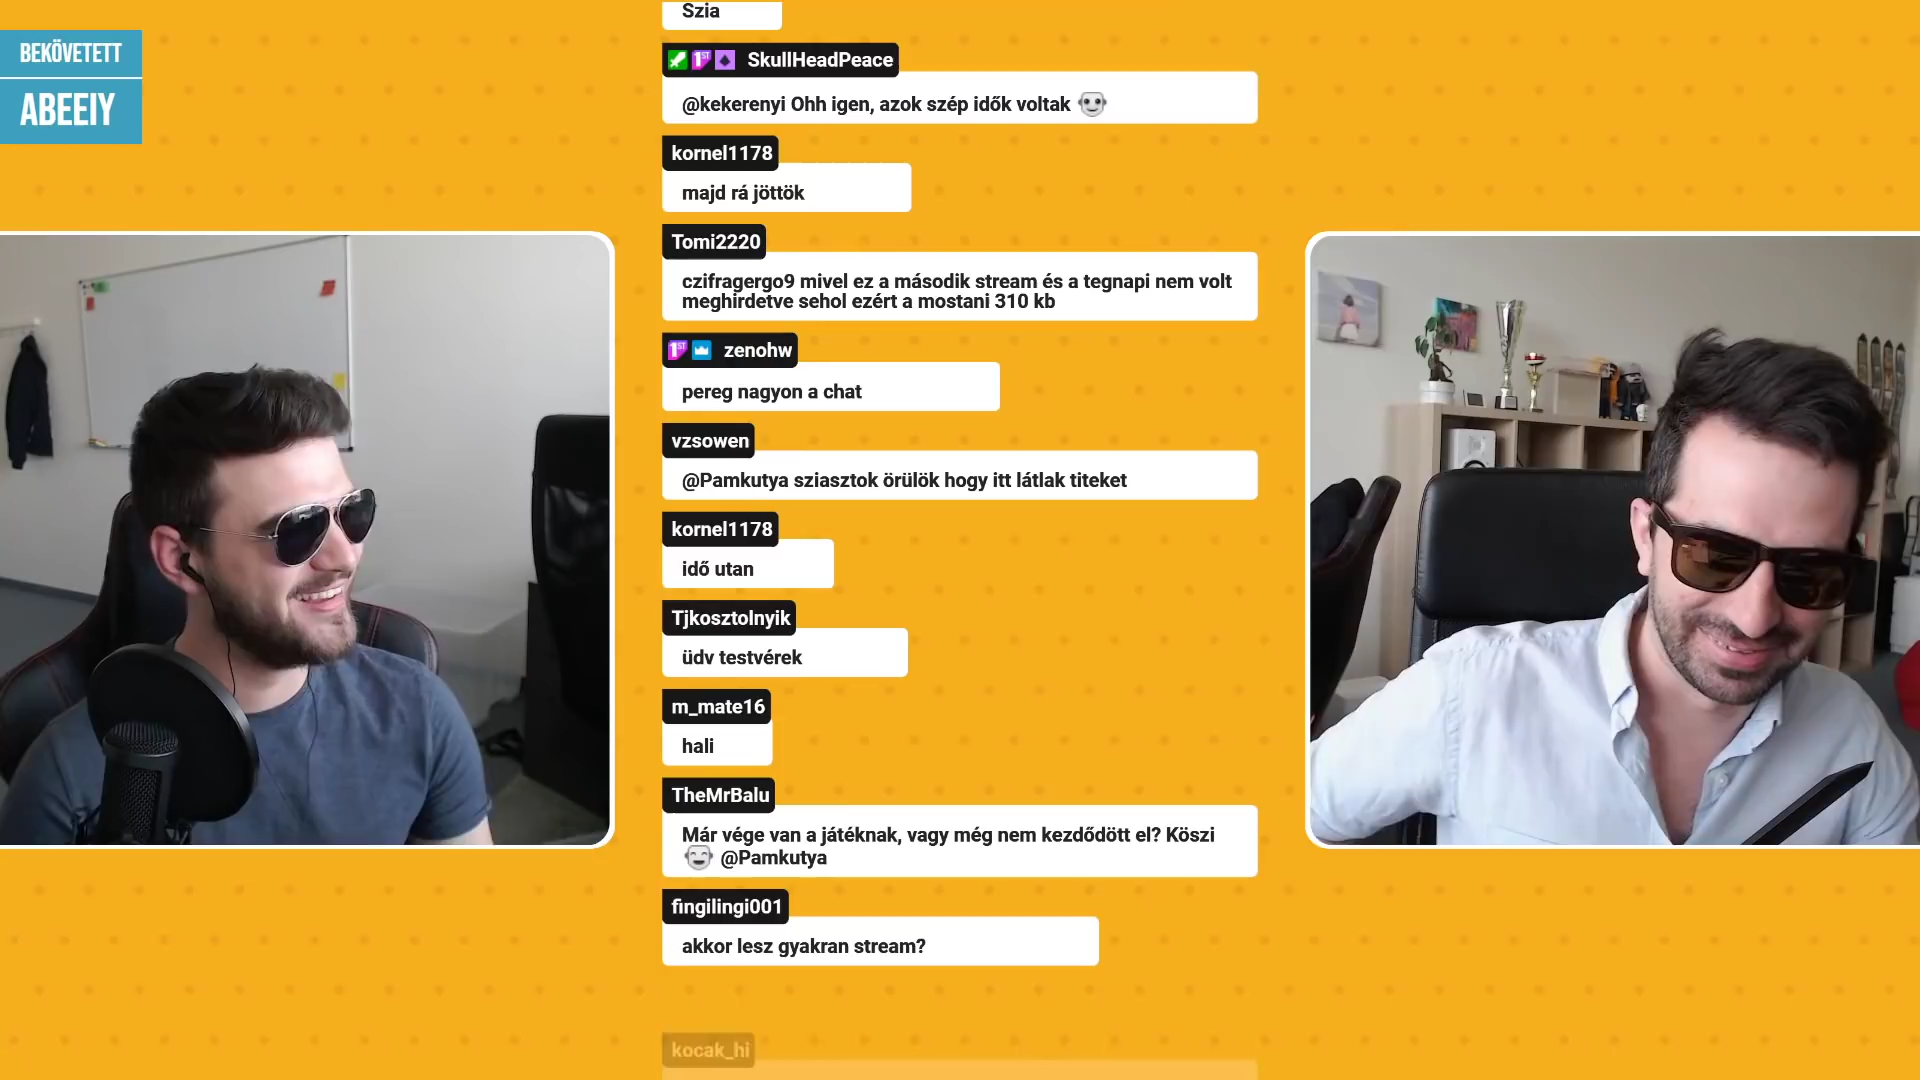 BEKÖVETETT
ABEEIY
Szia
SkullHeadPeace
@kekerenyi Ohh igen, azok szép idők voltak
kornel1178
majd rá jöttök
Tomi2220
czifragergo9 mivel ez a második stream és a tegnapi nem volt
meghirdetve sehol ezért a mostani 310 kb
1ST zenohw
pereg nagyon a chat
vzsowen
@Pamkutya sziasztok örülök hogy itt látlak titeket
kornel1178
idő utan
Tjkosztolnyik
üdv testvérek
m_mate16
hali
TheMrBalu
Már vége van a játéknak, vagy még nem kezdődött el? Köszi
@Pamkutya
fingilingi001
akkor lesz gyakran stream?
kocak_hi